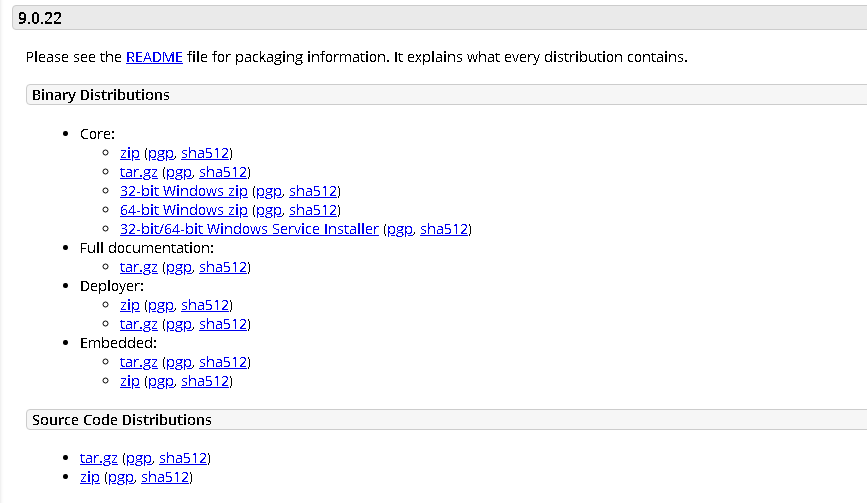 9.0.22
Please see the README file for packaging information. It explains what every distribution contains.
Binary Distributions
Core:
zip (pgp, sha512)
tar.gz (pgp, sha512)
32-bit Windows zip (pgp, sha512)
64-bit Windows zip (pgp, sha512)
32-bit/64-bit Windows Service Installer (pgp, sha512)
Full documentation:
tar.gz (pgp, sha512)
Deployer:
zip (pgp, sha512)
tar.gz (pgp, sha512)
Embedded:
tar.gz (pgp, sha512)
zip (pgp, sha512)
Source Code Distributions
tar.gz (pgp, sha512)
zip (pgp, sha512)